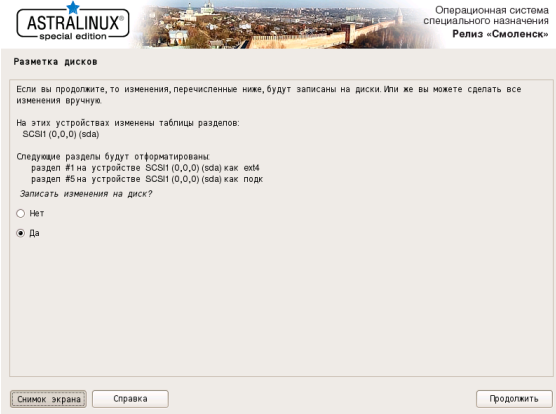 ASTRALINUX®
special edition
Операционная система
специального назначения
Релиз «Смоленск»
Разметка дисков
Если вы продолжите, то изменения, перечисленные ниже, будут записаны на диски. Или же вы можете сделать все
изменения вручную.
На этих устройствах изменены таблицы разделов:
SCSI1 (0,0,0) (sda)
Следующие разделы будут отформатированы:
раздел #1 на устройстве SCSI1 (0,0,0) (sda) как ext4
раздел #5 на устройстве SCSI1 (0,0,0) (sda) как подк
Записать изменения на диск?
Нет
Да
Снимок экрана
Справка
Продолжить